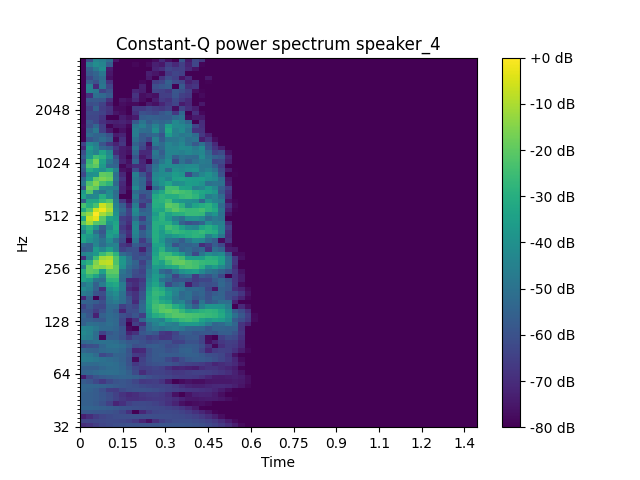 Constant-Q power spectrum speaker_4
Hz
2048
1024
512
256
128
64
32
0 0.15 0.3 0.45 0.6 0.75 0.9 1.1 1.2 1.4
Time
+0 dB
-10 dB
-20 dB
-30 dB
-40 dB
-50 dB
-60 dB
-70 dB
-80 dB